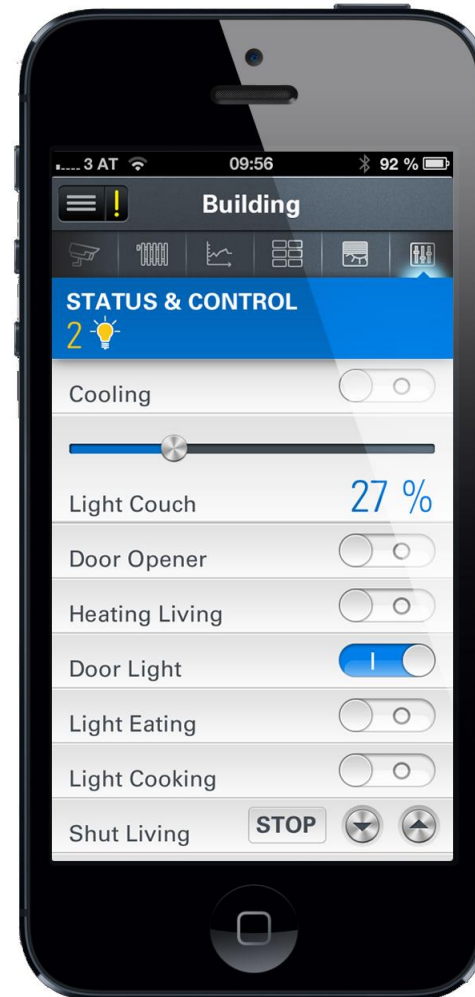 3 AT 09:56 92 %
! Building
STATUS & CONTROL
2
Cooling
Light Couch 27 %
Door Opener
Heating Living
Door Light
Light Eating
Light Cooking
Shut Living STOP